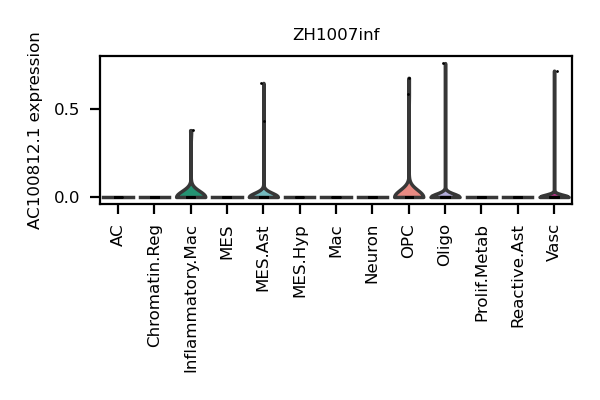 ZH1007inf
AC100812.1 expression
0.5
0.0
AC
Chromatin.Reg
Inflammatory.Mac
MES
MES.Ast
MES.Hyp
Mac
Neuron
OPC
Oligo
Prolif.Metab
Reactive.Ast
Vasc